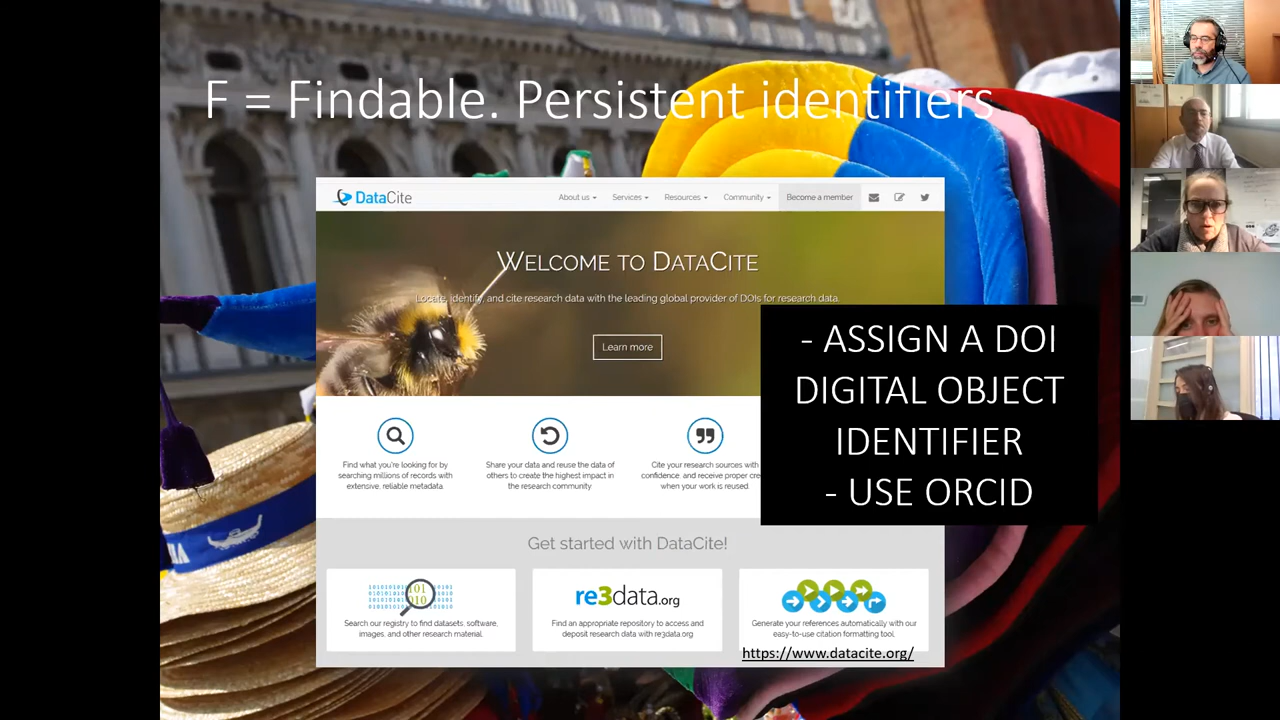 F = Findable. Persistent identifiers
DataCite
About us
Services
Resources
Community
Become a member
WELCOME TO DATACITE
Locate, identify, and cite research data with the leading global provider of DOIs for research data.
Learn more
- ASSIGN A DOI
DIGITAL OBJECT
IDENTIFIER
- USE ORCID
Find what you're looking for by
searching millions of records with
extensive, reliable metadata.
Share your data and reuse the data of
others to create the highest impact in
the research community
Cite your research sources with
confidence, and receive proper cre
when your work is reused.
Get started with DataCite!
Search our registry to find datasets, software,
images, and other research material.
re3data.org
Find an appropriate repository to access and
deposit research data with re3data.org
Generate your references automatically with our
easy-to-use citation formatting tool.
https://www.datacite.org/